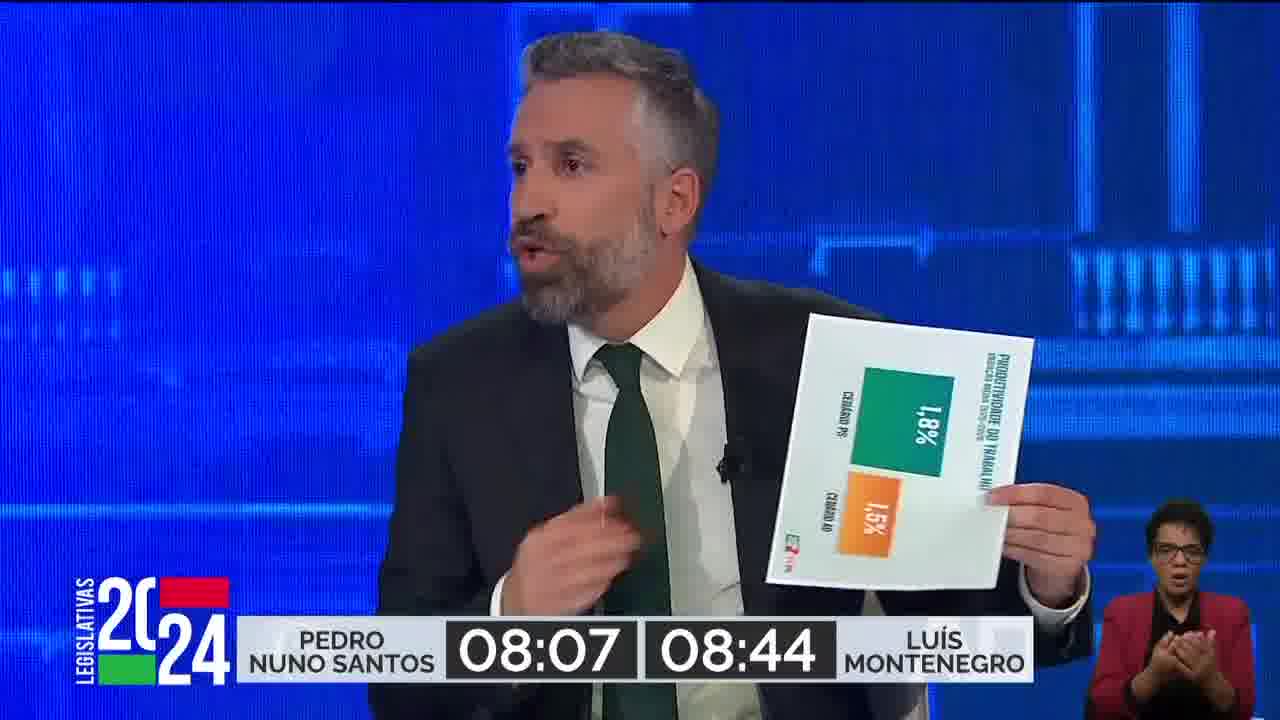 PRODUTIVIDADE DO TRABALHO
1,8%
1,5%
CENÁRIO PS
CENÁRIO AD
LEGISLATIVAS
2024
PEDRO
NUNO SANTOS
08:07
08:44
LUÍS
MONTENEGRO